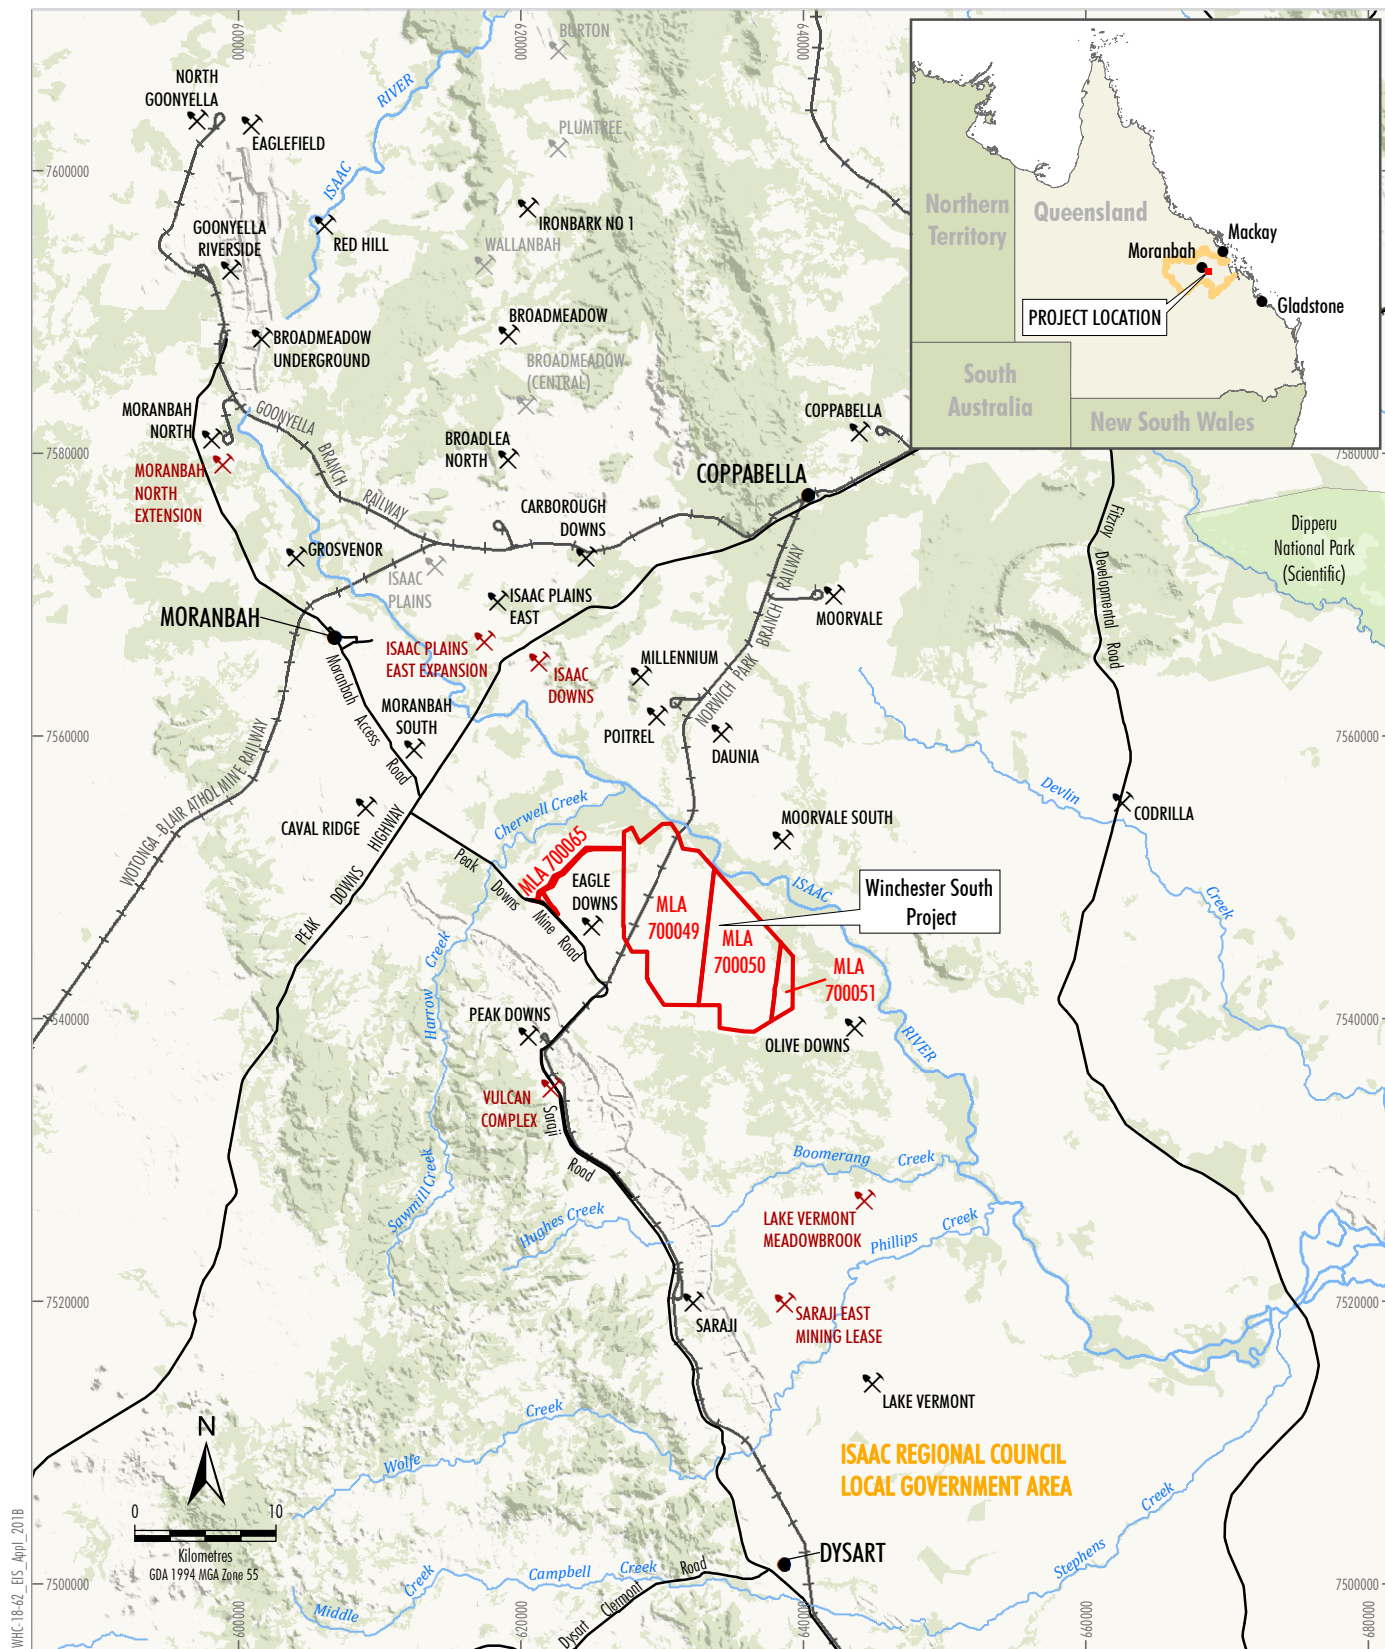 600000
620000
640000
BURTON
NORTH
GOONYELLA
EAGLEFIELD
ISAAC
RIVER
PLUMTREE
7600000
GOONYELLA
RIVERSIDE
RED HILL
IRONBARK NO 1
WALLANBAH
BROADMEADOW
UNDERGROUND
BROADMEADOW
BROADMEADOW
(CENTRAL)
Northern
Territory
Queensland
Moranbah
Mackay
PROJECT LOCATION
Gladstone
South
Australia
New South Wales
MORANBAH
NORTH
GOONYELLA
BRANCH
RAILWAY
BROADLEA
NORTH
COPPABELLA
COPPABELLA
7580000
7580000
MORANBAH
NORTH
EXTENSION
CARBOROUGH
DOWNS
GROSVENOR
ISAAC
PLAINS
ISAAC PLAINS
EAST
MORANBAH
ISAAC PLAINS
EAST EXPANSION
ISAAC
DOWNS
MILLENNIUM
MOORVALE
NORWICH PARK BRANCH RAILWAY
Fitzroy Developmental Road
Dipperu
National Park
(Scientific)
Moranbah Access Road
MORANBAH
SOUTH
POITREL
DAUNIA
7560000
7560000
WOTONGA-BLAIR ATHOL MINE RAILWAY
CAVAL RIDGE
PEAK DOWNS HIGHWAY
Cherwell Creek
MOORVALE SOUTH
Devlin
Creek
CODRILLA
Peak Downs Mine Road
MLA 700065
EAGLE
DOWNS
MLA
700049
MLA
700050
MLA
700051
ISAAC
RIVER
Winchester South
Project
Harrow Creek
PEAK DOWNS
OLIVE DOWNS
7540000
7540000
VULCAN
COMPLEX
Saraji
Road
Sawmill Creek
Hughes Creek
Boomerang Creek
LAKE VERMONT
MEADOWBROOK
Phillips Creek
7520000
7520000
SARAJI
SARAJI EAST
MINING LEASE
LAKE VERMONT
Wolfe Creek
ISAAC REGIONAL COUNCIL
LOCAL GOVERNMENT AREA
N
0 10
Kilometres
GDA 1994 MGA Zone 55
DYSART
Stephens Creek
7500000
7500000
Middle Creek
Campbell Creek
Dysart Clermont Road
600000
620000
640000
660000
680000
WHC-18-62_EIS_AppI_201B